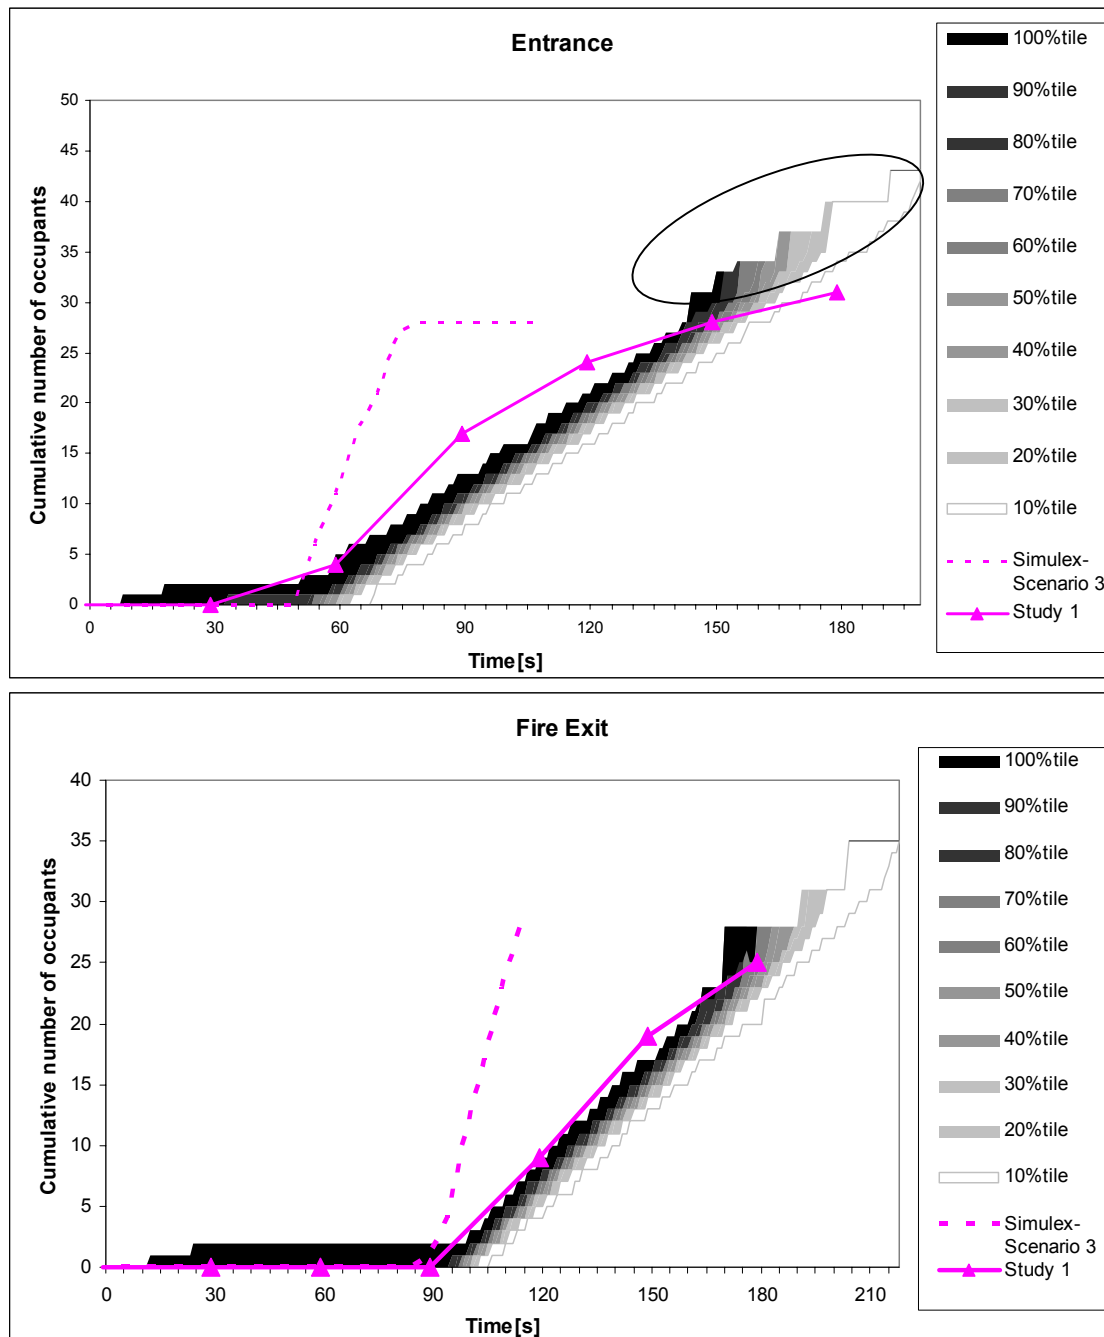 Entrance
Cumulative number of occupants
50
45
40
35
30
25
20
15
10
5
0
0 30 60 90 120 150 180
Time[s]
100%tile
90%tile
80%tile
70%tile
60%tile
50%tile
40%tile
30%tile
20%tile
10%tile
Simulex-
Scenario 3
Study 1
Fire Exit
Cumulative number of occupants
40
35
30
25
20
15
10
5
0
0 30 60 90 120 150 180 210
Time[s]
100%tile
90%tile
80%tile
70%tile
60%tile
50%tile
40%tile
30%tile
20%tile
10%tile
Simulex-
Scenario 3
Study 1